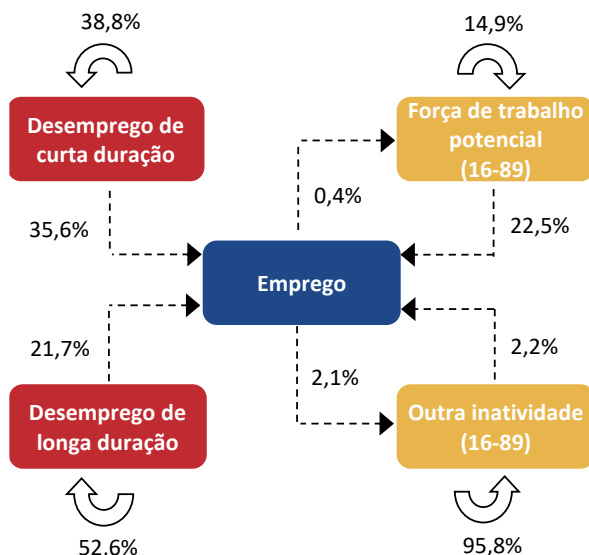 38,8%
14,9%
Desemprego de
curta duração
Força de trabalho
potencial
(16-89)
0,4%
35,6%
22,5%
Emprego
21,7%
2,1%
2,2%
Desemprego de
longa duração
Outra inatividade
(16-89)
52,6%
95,8%